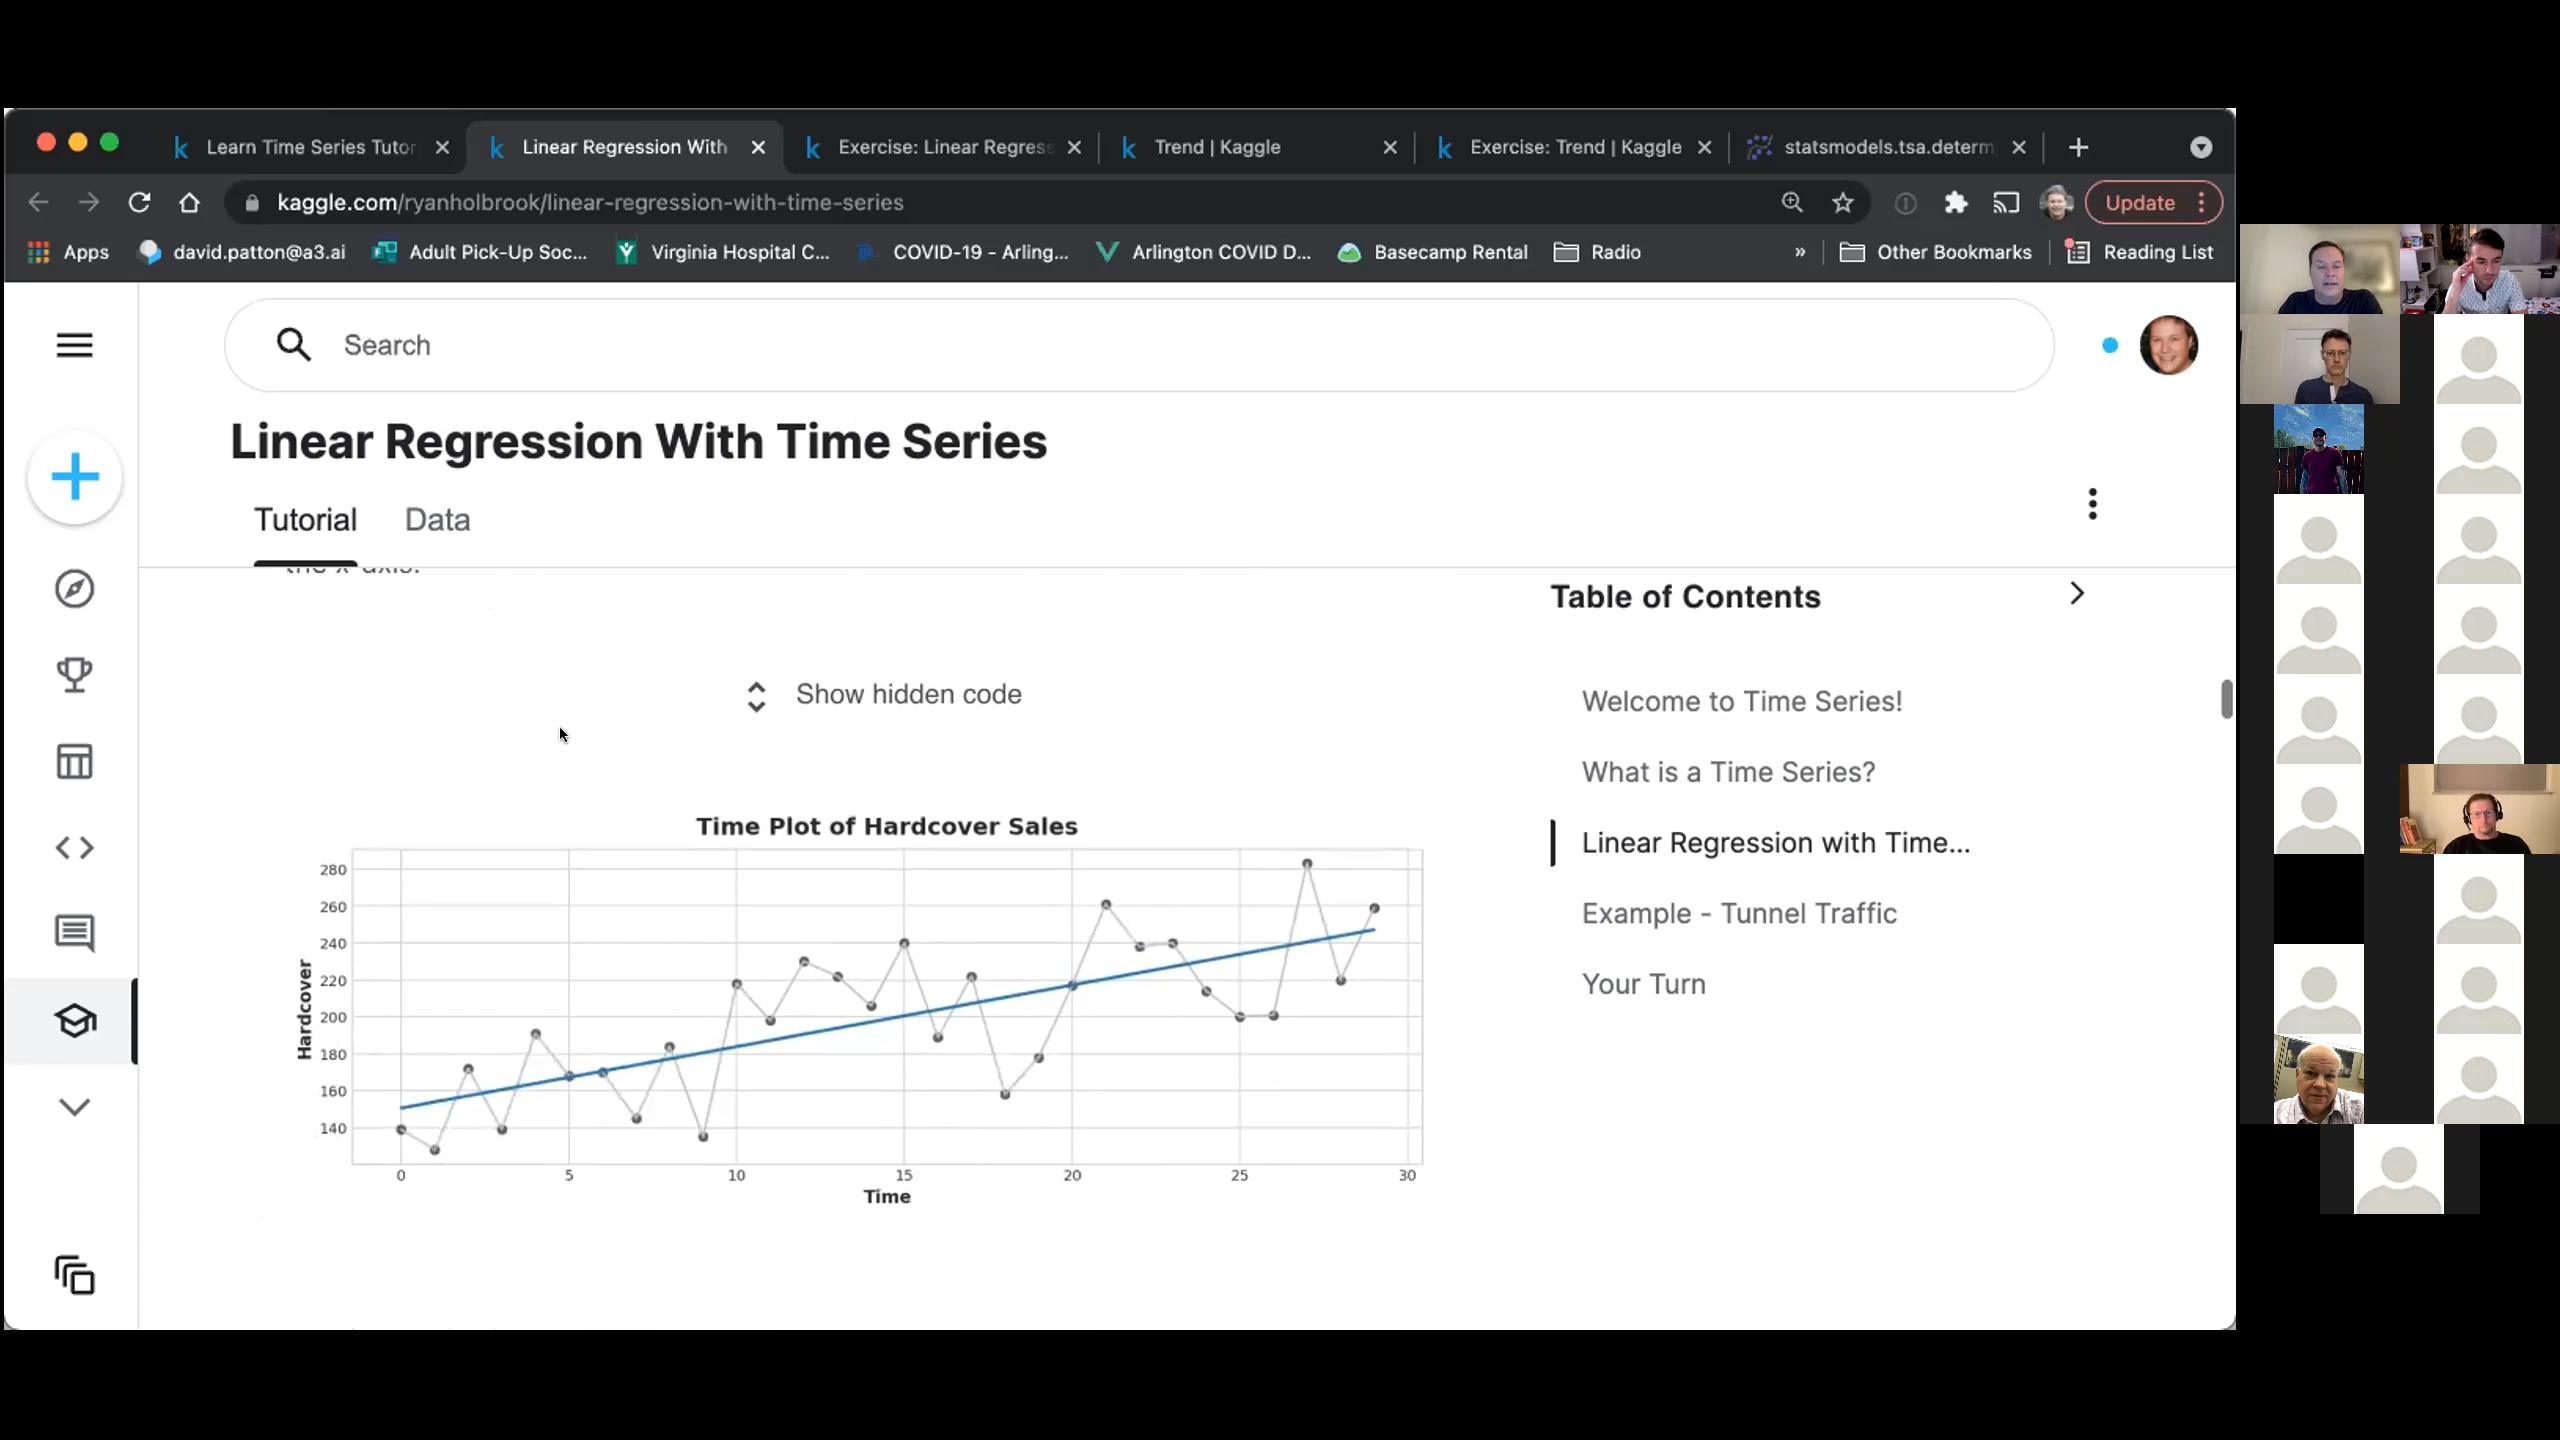 Learn Time Series Tutor
Linear Regression With
Exercise: Linear Regress
Trend | Kaggle
Exercise: Trend | Kaggle
statsmodels.tsa.determ
kaggle.com/ryanholbrook/linear-regression-with-time-series
Update
Apps
david.patton@a3.ai
Adult Pick-Up Soc...
Virginia Hospital C...
COVID-19 - Arling...
Arlington COVID D...
Basecamp Rental
Radio
»
Other Bookmarks
Reading List
Search
Linear Regression With Time Series
Tutorial
Data
the x-axis.
Table of Contents
Show hidden code
Welcome to Time Series!
What is a Time Series?
Linear Regression with Time...
Example - Tunnel Traffic
Your Turn
Time Plot of Hardcover Sales
280
260
240
220
200
180
160
140
Hardcover
0 5 10 15 20 25 30
Time